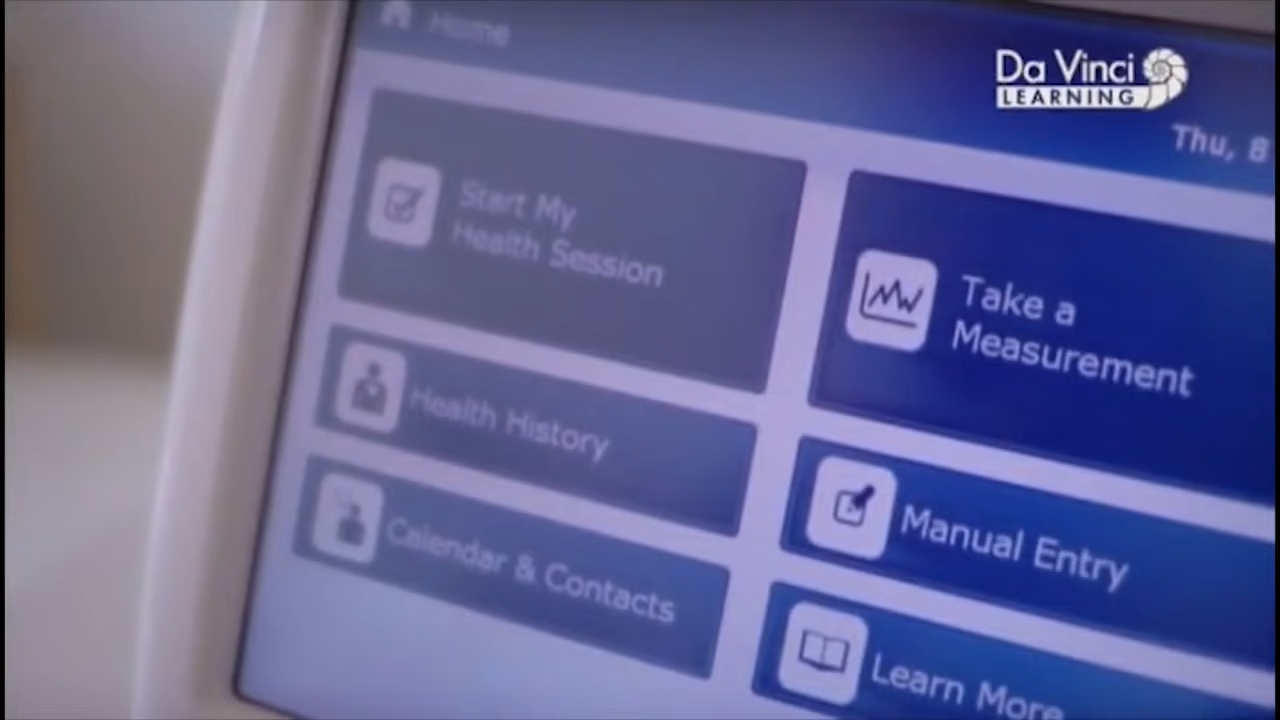 Home
Da Vinci
LEARNING
Thu, 8
Start My
Health Session
Take a
Measurement
Health History
Manual Entry
Calendar & Contacts
Learn More